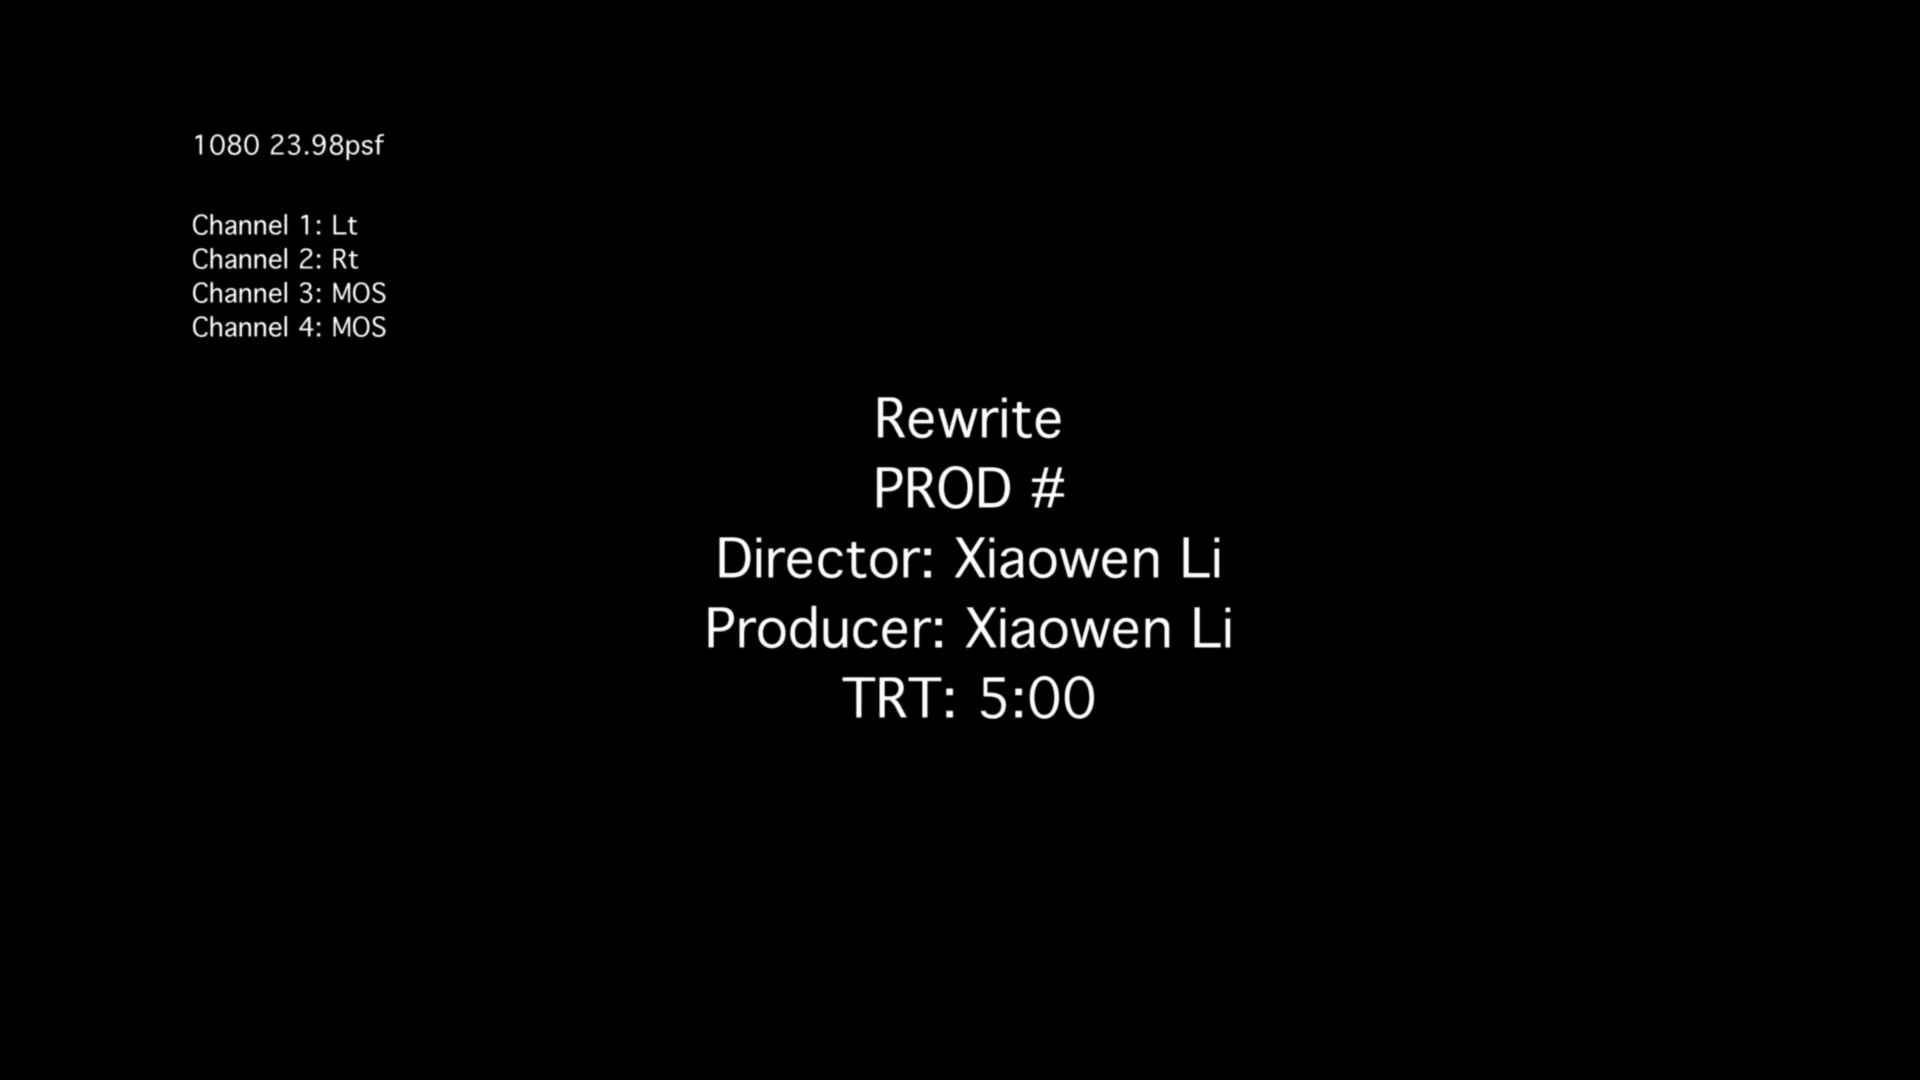 1080 23.98psf
Channel 1: Lt
Channel 2: Rt
Channel 3: MOS
Channel 4: MOS
Rewrite
PROD #
Director: Xiaowen Li
Producer: Xiaowen Li
TRT: 5:00